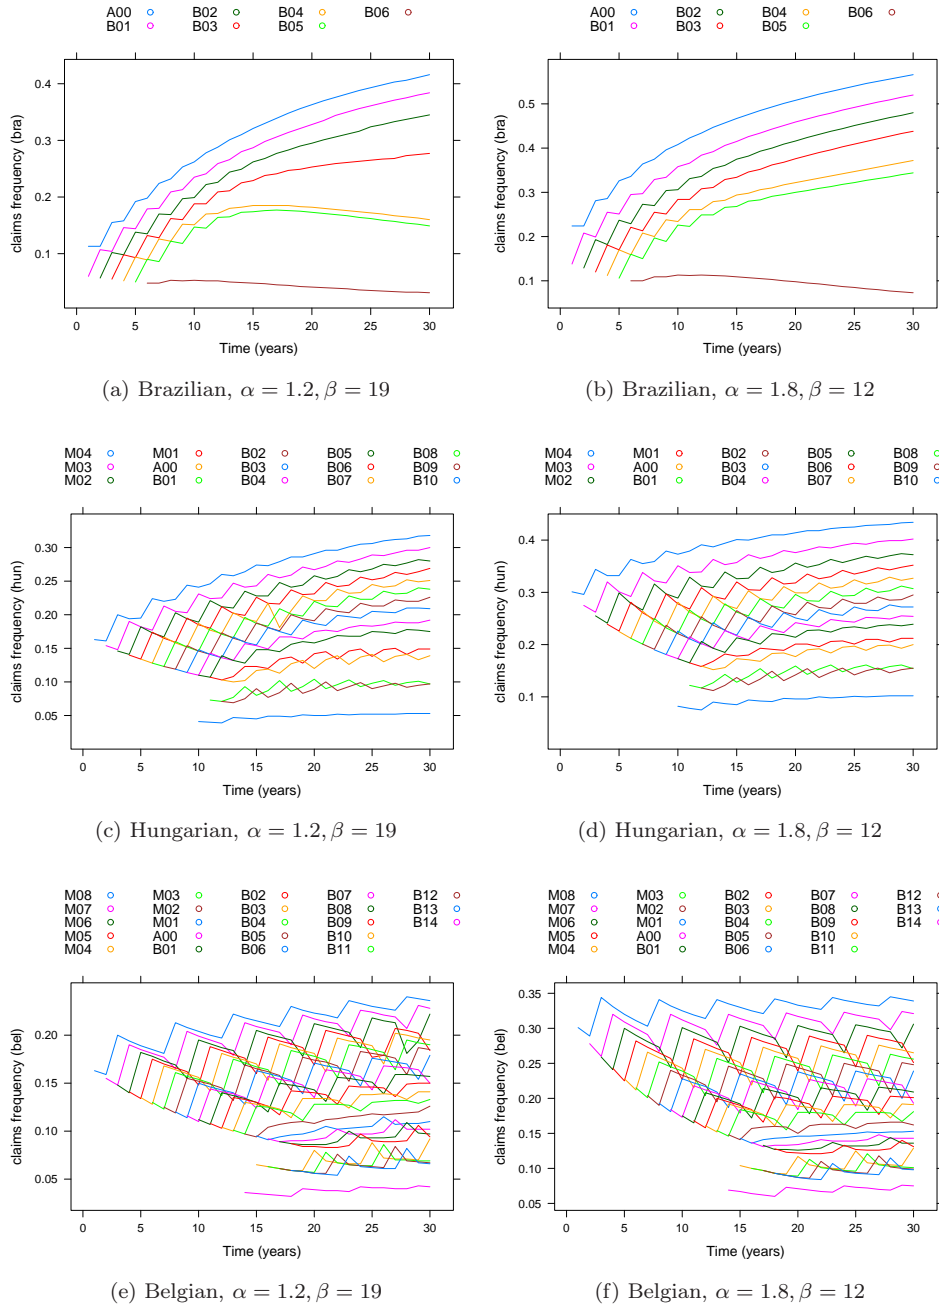 A00 B02 B04 B06
B01 B03 B05
claims frequency (bra)
0.4
0.3
0.2
0.1
0 5 10 15 20 25 30
Time (years)
(a) Brazilian, α = 1.2, β = 19
A00 B02 B04 B06
B01 B03 B05
claims frequency (bra)
0.5
0.4
0.3
0.2
0.1
0 5 10 15 20 25 30
Time (years)
(b) Brazilian, α = 1.8, β = 12
M04 M01 B02 B05 B08
M03 A00 B03 B06 B09
M02 B01 B04 B07 B10
claims frequency (hun)
0.30
0.25
0.20
0.15
0.10
0.05
0 5 10 15 20 25 30
Time (years)
(c) Hungarian, α = 1.2, β = 19
M04 M01 B02 B05 B08
M03 A00 B03 B06 B09
M02 B01 B04 B07 B10
claims frequency (hun)
0.4
0.3
0.2
0.1
0 5 10 15 20 25 30
Time (years)
(d) Hungarian, α = 1.8, β = 12
M08 M03 B02 B07 B12
M07 M02 B03 B08 B13
M06 M01 B04 B09 B14
M05 A00 B05 B10
M04 B01 B06 B11
claims frequency (bel)
0.20
0.15
0.10
0.05
0 5 10 15 20 25 30
Time (years)
(e) Belgian, α = 1.2, β = 19
M08 M03 B02 B07 B12
M07 M02 B03 B08 B13
M06 M01 B04 B09 B14
M05 A00 B05 B10
M04 B01 B06 B11
claims frequency (bel)
0.35
0.30
0.25
0.20
0.15
0.10
0.05
0 5 10 15 20 25 30
Time (years)
(f) Belgian, α = 1.8, β = 12